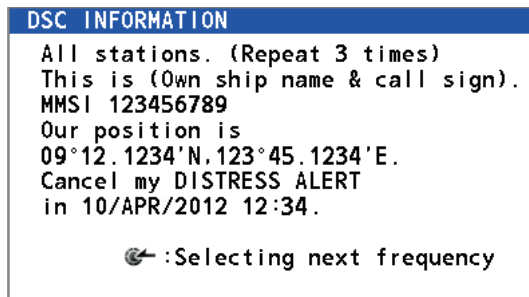 DSC INFORMATION
All stations. (Repeat 3 times)
This is (Own ship name & call sign).
MMSI 123456789
Our position is
09°12.1234'N,123°45.1234'E.
Cancel my DISTRESS ALERT
in 10/APR/2012 12:34.
:Selecting next frequency